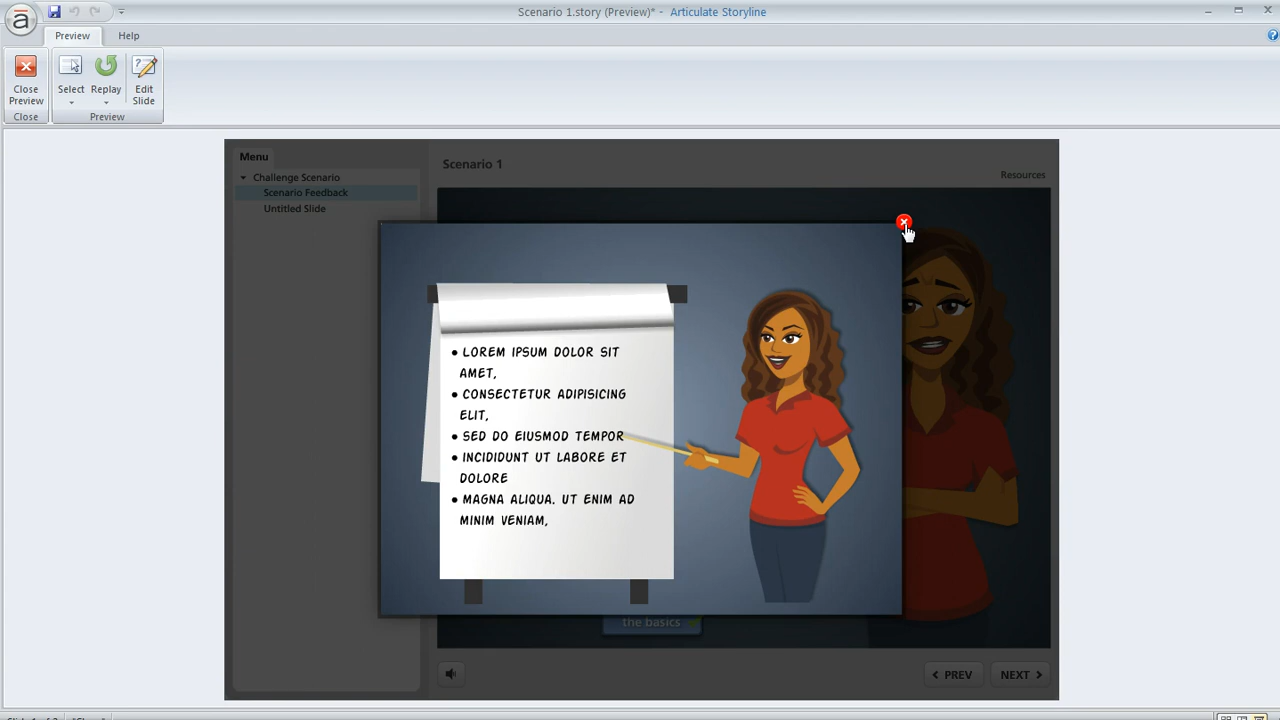 Scenario 1.story (Preview)* - Articulate Storyline
Preview
Help
Close Preview
Select
Replay
Edit Slide
Close
Preview
Menu
Challenge Scenario
Scenario Feedback
Untitled Slide
Scenario 1
Resources
• LOREM IPSUM DOLOR SIT
AMET,
• CONSECTETUR ADIPISICING
ELIT,
• SED DO EIUSMOD TEMPOR
• INCIDIDUNT UT LABORE ET
DOLORE
• MAGNA ALIQUA. UT ENIM AD
MINIM VENIAM,
the basics
PREV
NEXT